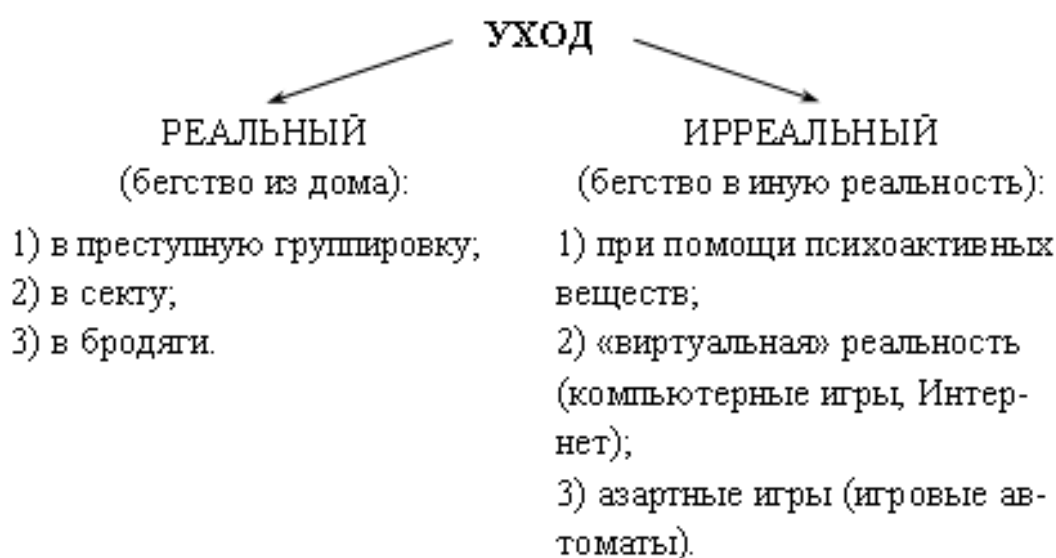 УХОД
РЕАЛЬНЫЙ
(бегство из дома):
1) в преступную группировку;
2) в секту;
3) в бродяги.
ИРРЕАЛЬНЫЙ
(бегство в иную реальность):
1) при помощи психоактивных
веществ;
2) «виртуальная» реальность
(компьютерные игры, Интер-
нет);
3) азартные игры (игровые ав-
томаты).